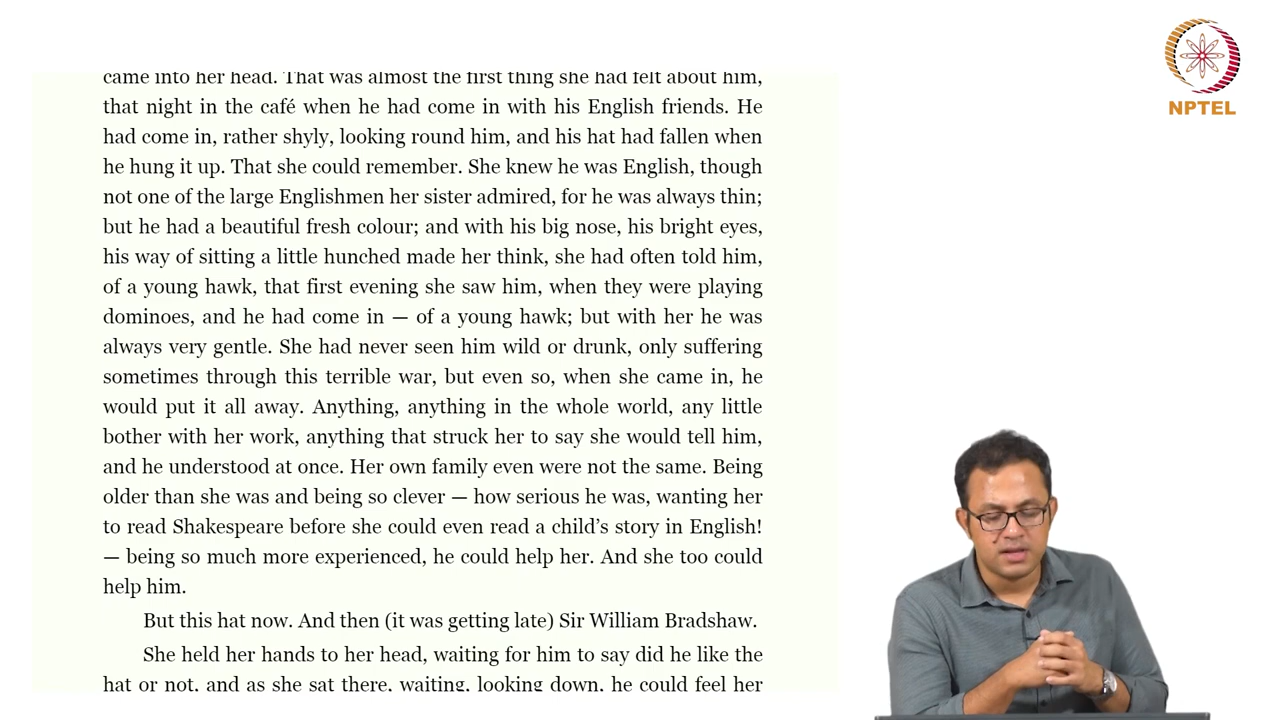 came into her head. That was almost the first thing she had felt about him,
that night in the café when he had come in with his English friends. He
had come in, rather shyly, looking round him, and his hat had fallen when
he hung it up. That she could remember. She knew he was English, though
not one of the large Englishmen her sister admired, for he was always thin;
but he had a beautiful fresh colour; and with his big nose, his bright eyes,
his way of sitting a little hunched made her think, she had often told him,
of a young hawk, that first evening she saw him, when they were playing
dominoes, and he had come in — of a young hawk; but with her he was
always very gentle. She had never seen him wild or drunk, only suffering
sometimes through this terrible war, but even so, when she came in, he
would put it all away. Anything, anything in the whole world, any little
bother with her work, anything that struck her to say she would tell him,
and he understood at once. Her own family even were not the same. Being
older than she was and being so clever — how serious he was, wanting her
to read Shakespeare before she could even read a child’s story in English!
— being so much more experienced, he could help her. And she too could
help him.
But this hat now. And then (it was getting late) Sir William Bradshaw.
She held her hands to her head, waiting for him to say did he like the
hat or not, and as she sat there, waiting, looking down, he could feel her
NPTEL